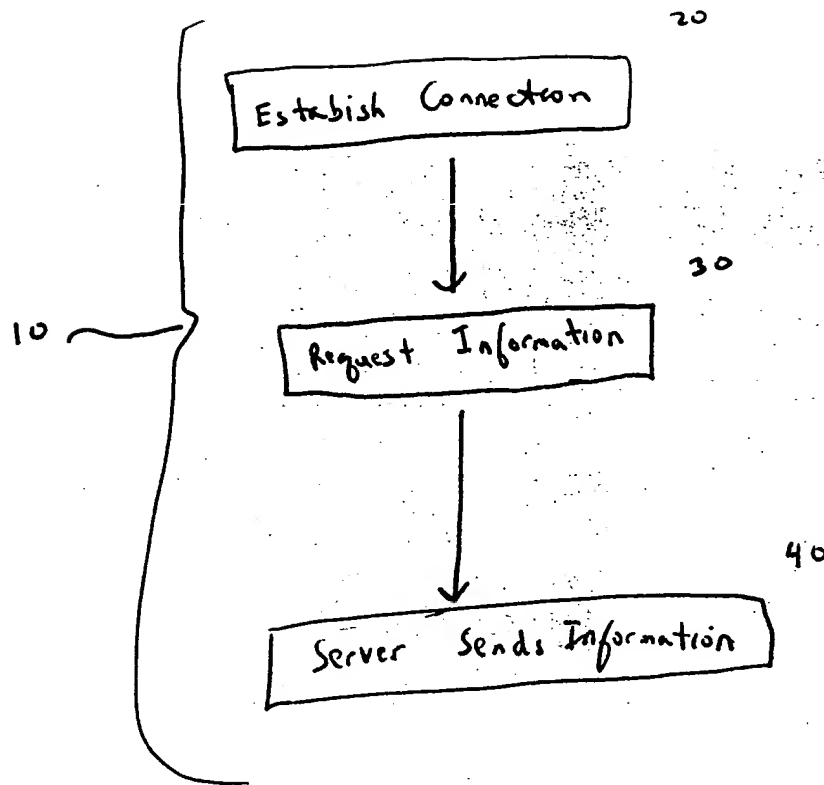 20
Estabish Connection
30
10
Request Information
40
Server Sends Information